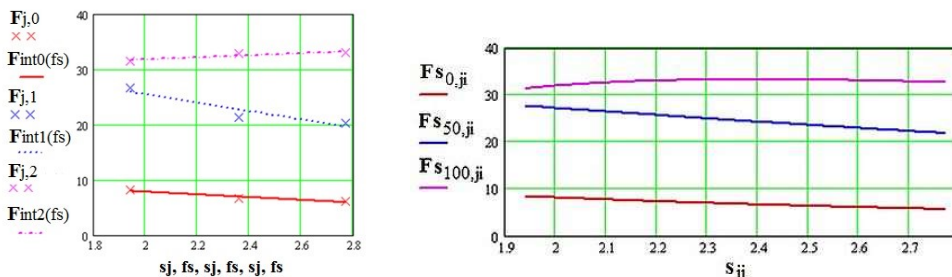 Fj,0
Fint0(fs)
Fj,1
Fint1(fs)
Fj,2
Fint2(fs)
40
30
20
10
0
1.8 2 2.2 2.4 2.6 2.8
sj, fs, sj, fs, sj, fs
Fs0,ji
Fs50,ji
Fs100,ji
40
30
20
10
0
1.9 2 2.1 2.2 2.3 2.4 2.5 2.6 2.7
sji